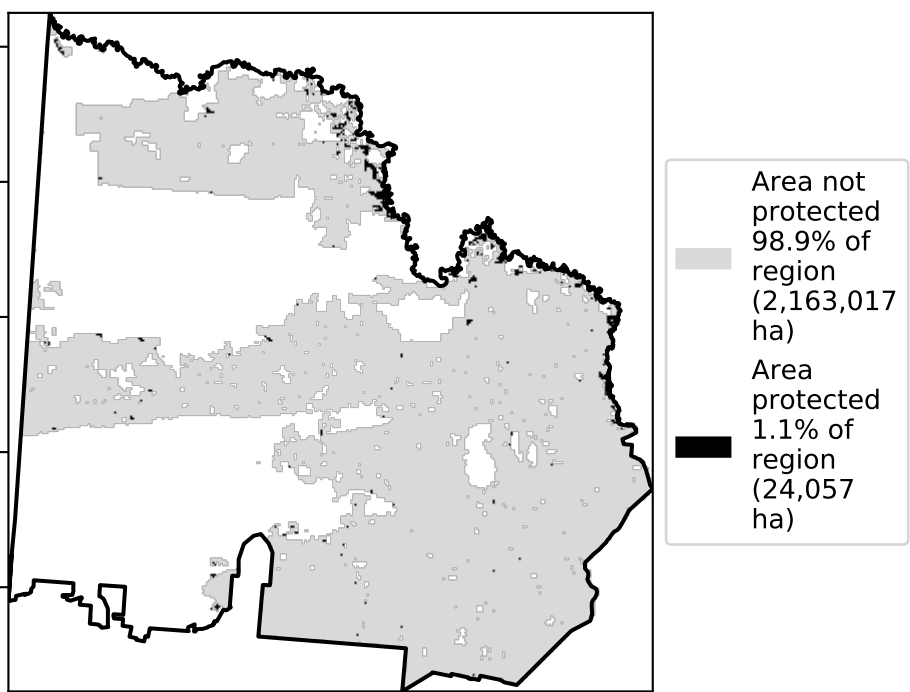 Area not
protected
98.9% of
region
(2,163,017
ha)
Area
protected
1.1% of
region
(24,057
ha)